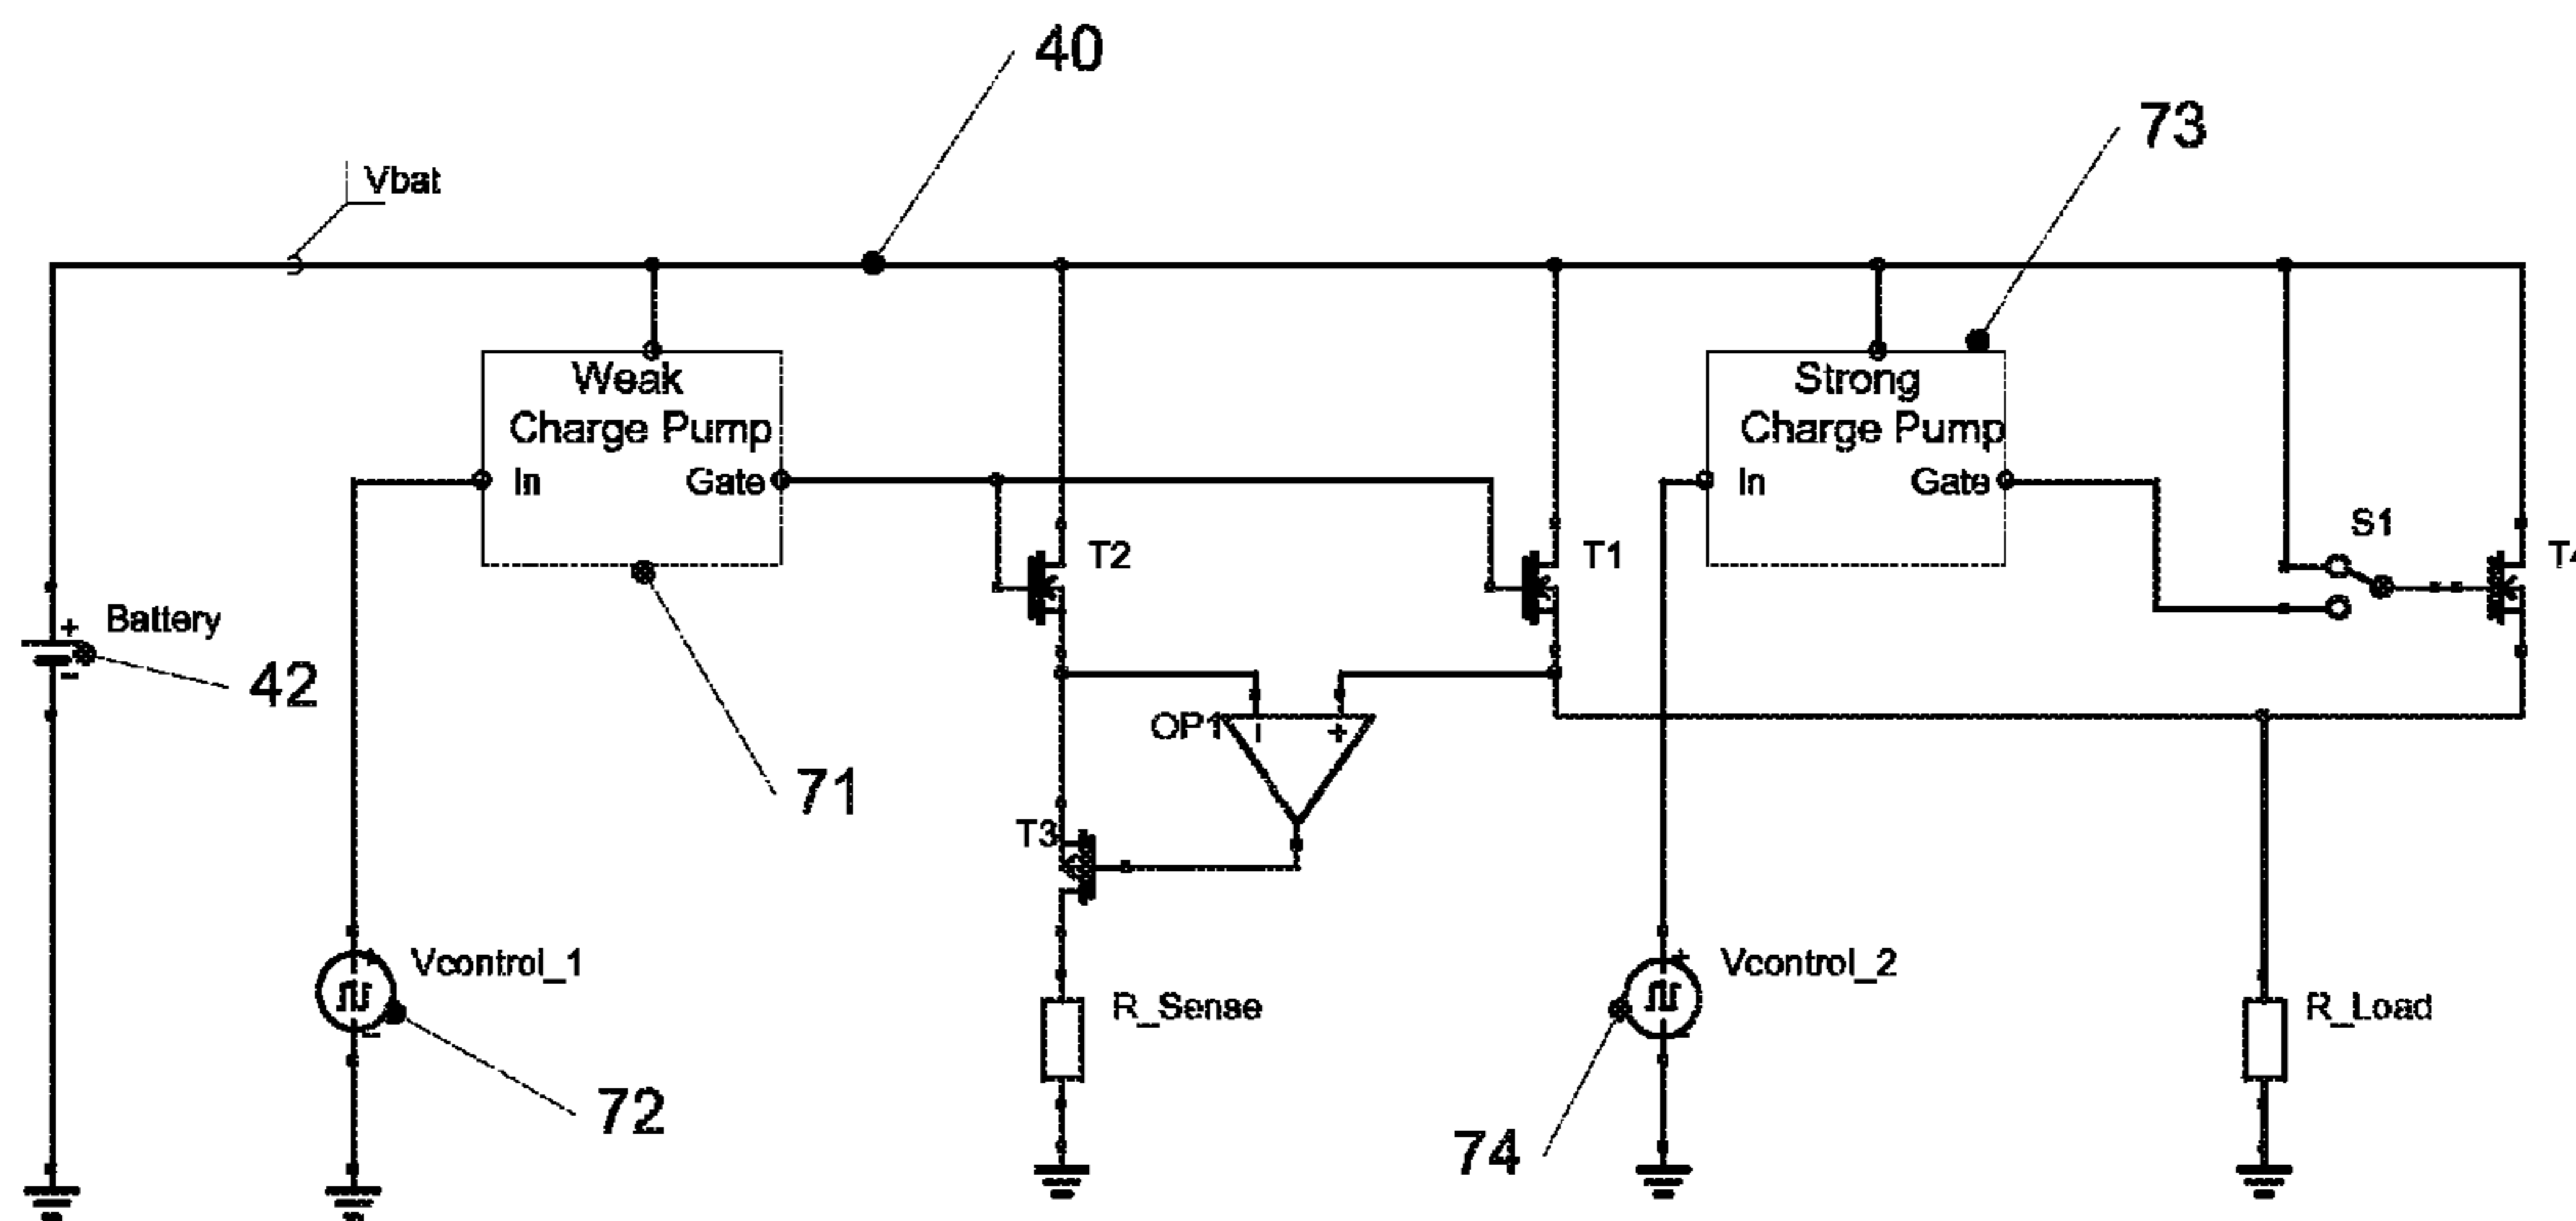 40
73
Vbat
Weak
Charge Pump
In
Gate
Strong
Charge Pump
In
Gate
S1
T2
T1
+
Battery
-
42
OP1
-
+
71
T3
+
Vcontrol_1
-
+
Vcontrol_2
-
R_Sense
R_Load
72
74